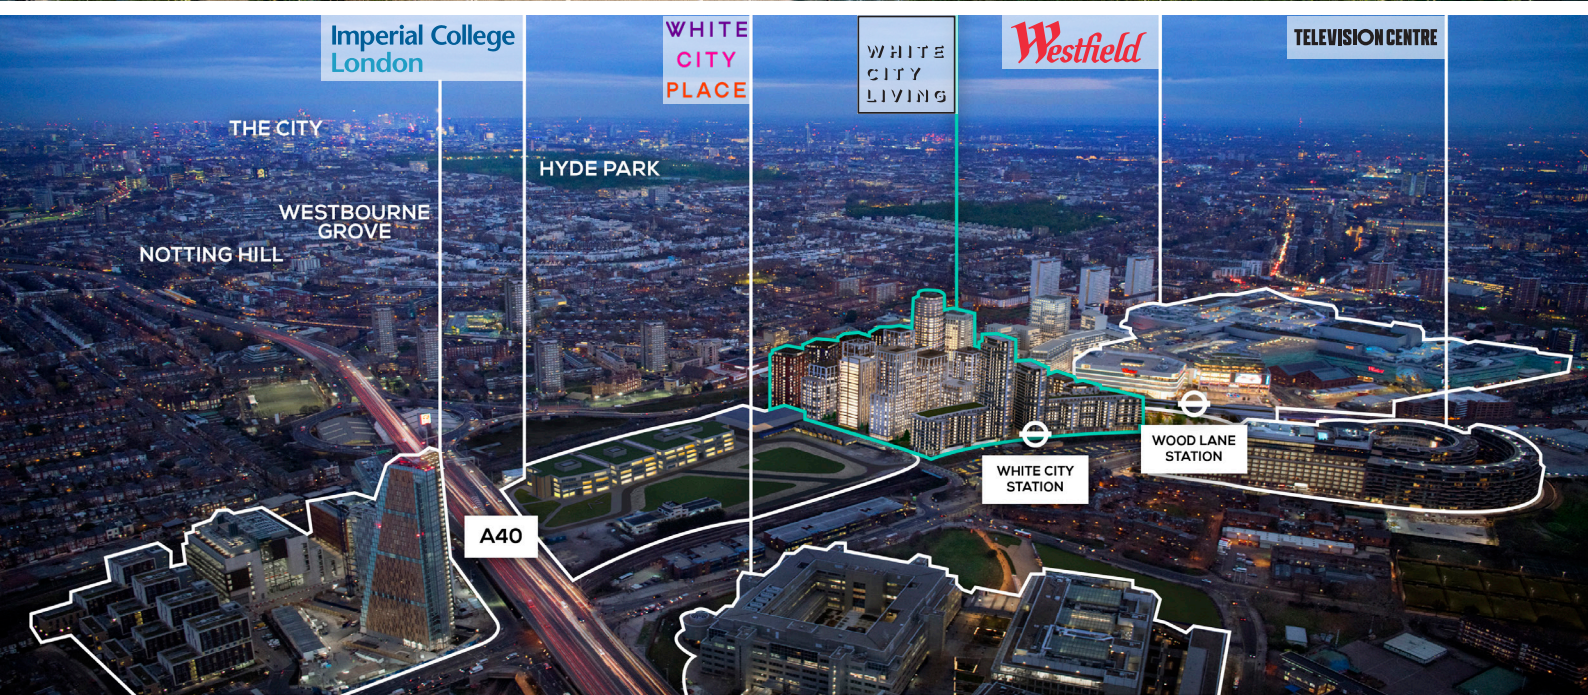 Imperial College
London
WHITE
CITY
PLACE
WHITE
CITY
LIVING
Westfield
TELEVISION CENTRE
THE CITY
HYDE PARK
WESTBOURNE
GROVE
NOTTING HILL
A40
WHITE CITY
STATION
WOOD LANE
STATION